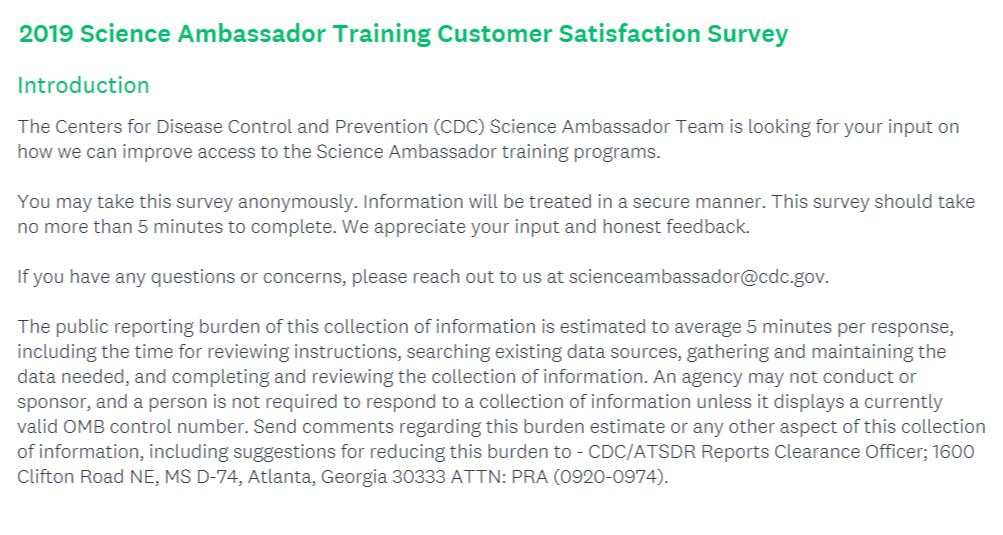 2019 Science Ambassador Training Customer Satisfaction Survey
Introduction
The Centers for Disease Control and Prevention (CDC) Science Ambassador Team is looking for your input on
how we can improve access to the Science Ambassador training programs.
You may take this survey anonymously. Information will be treated in a secure manner. This survey should take
no more than 5 minutes to complete. We appreciate your input and honest feedback.
If you have any questions or concerns, please reach out to us at scienceambassador@cdc.gov.
The public reporting burden of this collection of information is estimated to average 5 minutes per response,
including the time for reviewing instructions, searching existing data sources, gathering and maintaining the
data needed, and completing and reviewing the collection of information. An agency may not conduct or
sponsor, and a person is not required to respond to a collection of information unless it displays a currently
valid OMB control number. Send comments regarding this burden estimate or any other aspect of this collection
of information, including suggestions for reducing this burden to - CDC/ATSDR Reports Clearance Officer; 1600
Clifton Road NE, MS D-74, Atlanta, Georgia 30333 ATTN: PRA (0920-0974).